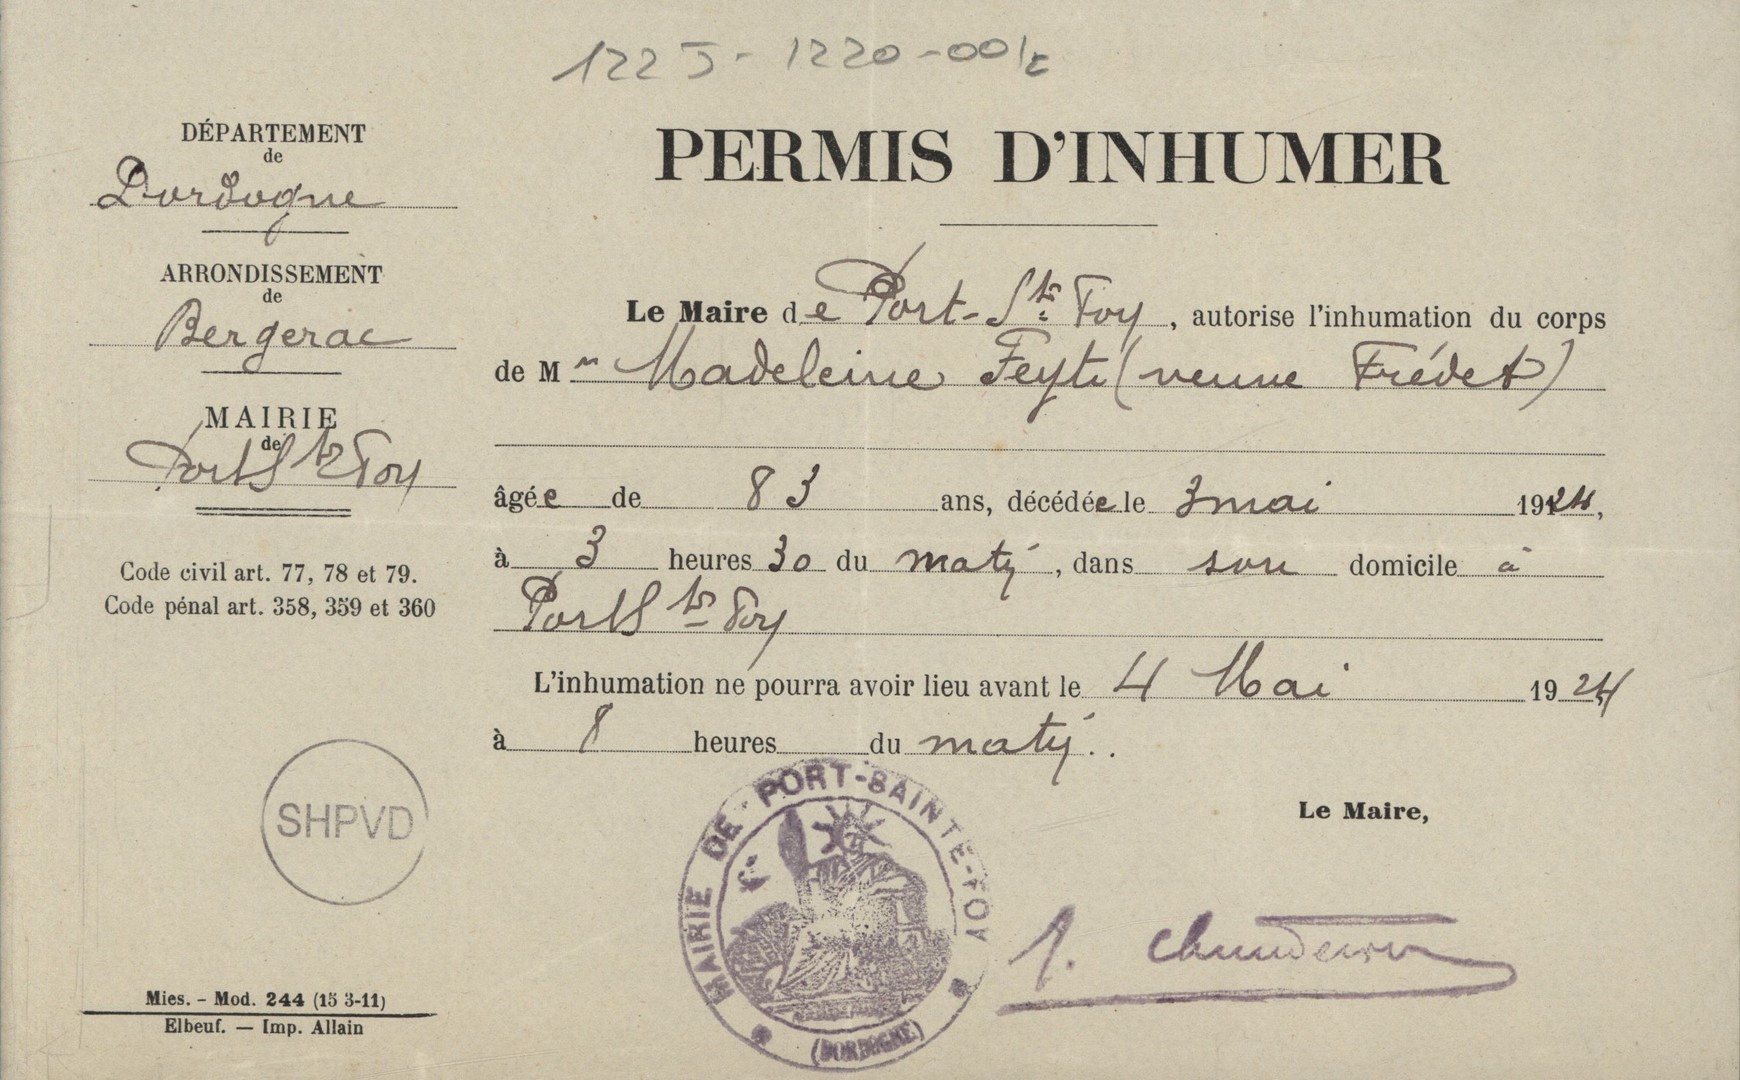 122 J - 1220 - 00
DÉPARTEMENT
de
Dordogne
ARRONDISSEMENT
de
Bergerac
MAIRIE
de
Port Ste Foy
Code civil art. 77, 78 et 79.
Code pénal art. 358, 359 et 360
SHPVD
Mies. - Mod. 244 (15 3-11)
Elbeuf. — Imp. Allain
PERMIS D'INHUMER
Le Maire de Port-Ste Foy, autorise l'inhumation du corps
de Mme Madeleine Feyte (veuve Frédet)
âgée de 83 ans, décédée le 3 mai 1924,
à 3 heures 30 du matin, dans son domicile à
Port Ste Foy
L'inhumation ne pourra avoir lieu avant le 4 Mai 1924,
à 8 heures du matin.
Le Maire,
MAIRIE DE PORT-SAINTE-FOY
(DORDOGNE)